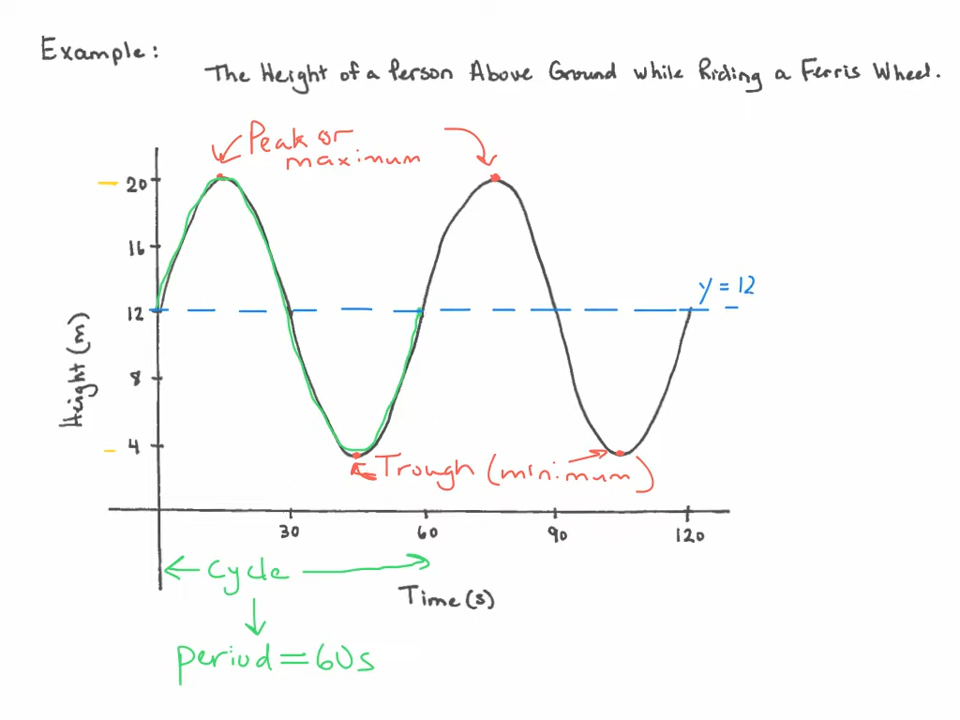 Example:
The Height of a Person Above Ground while Riding a Ferris Wheel.
Peak or
maximum
20
16
y = 12
12
8
4
Height (m)
Trough (minimum)
30 60 90 120
cycle
Time (s)
period = 60s